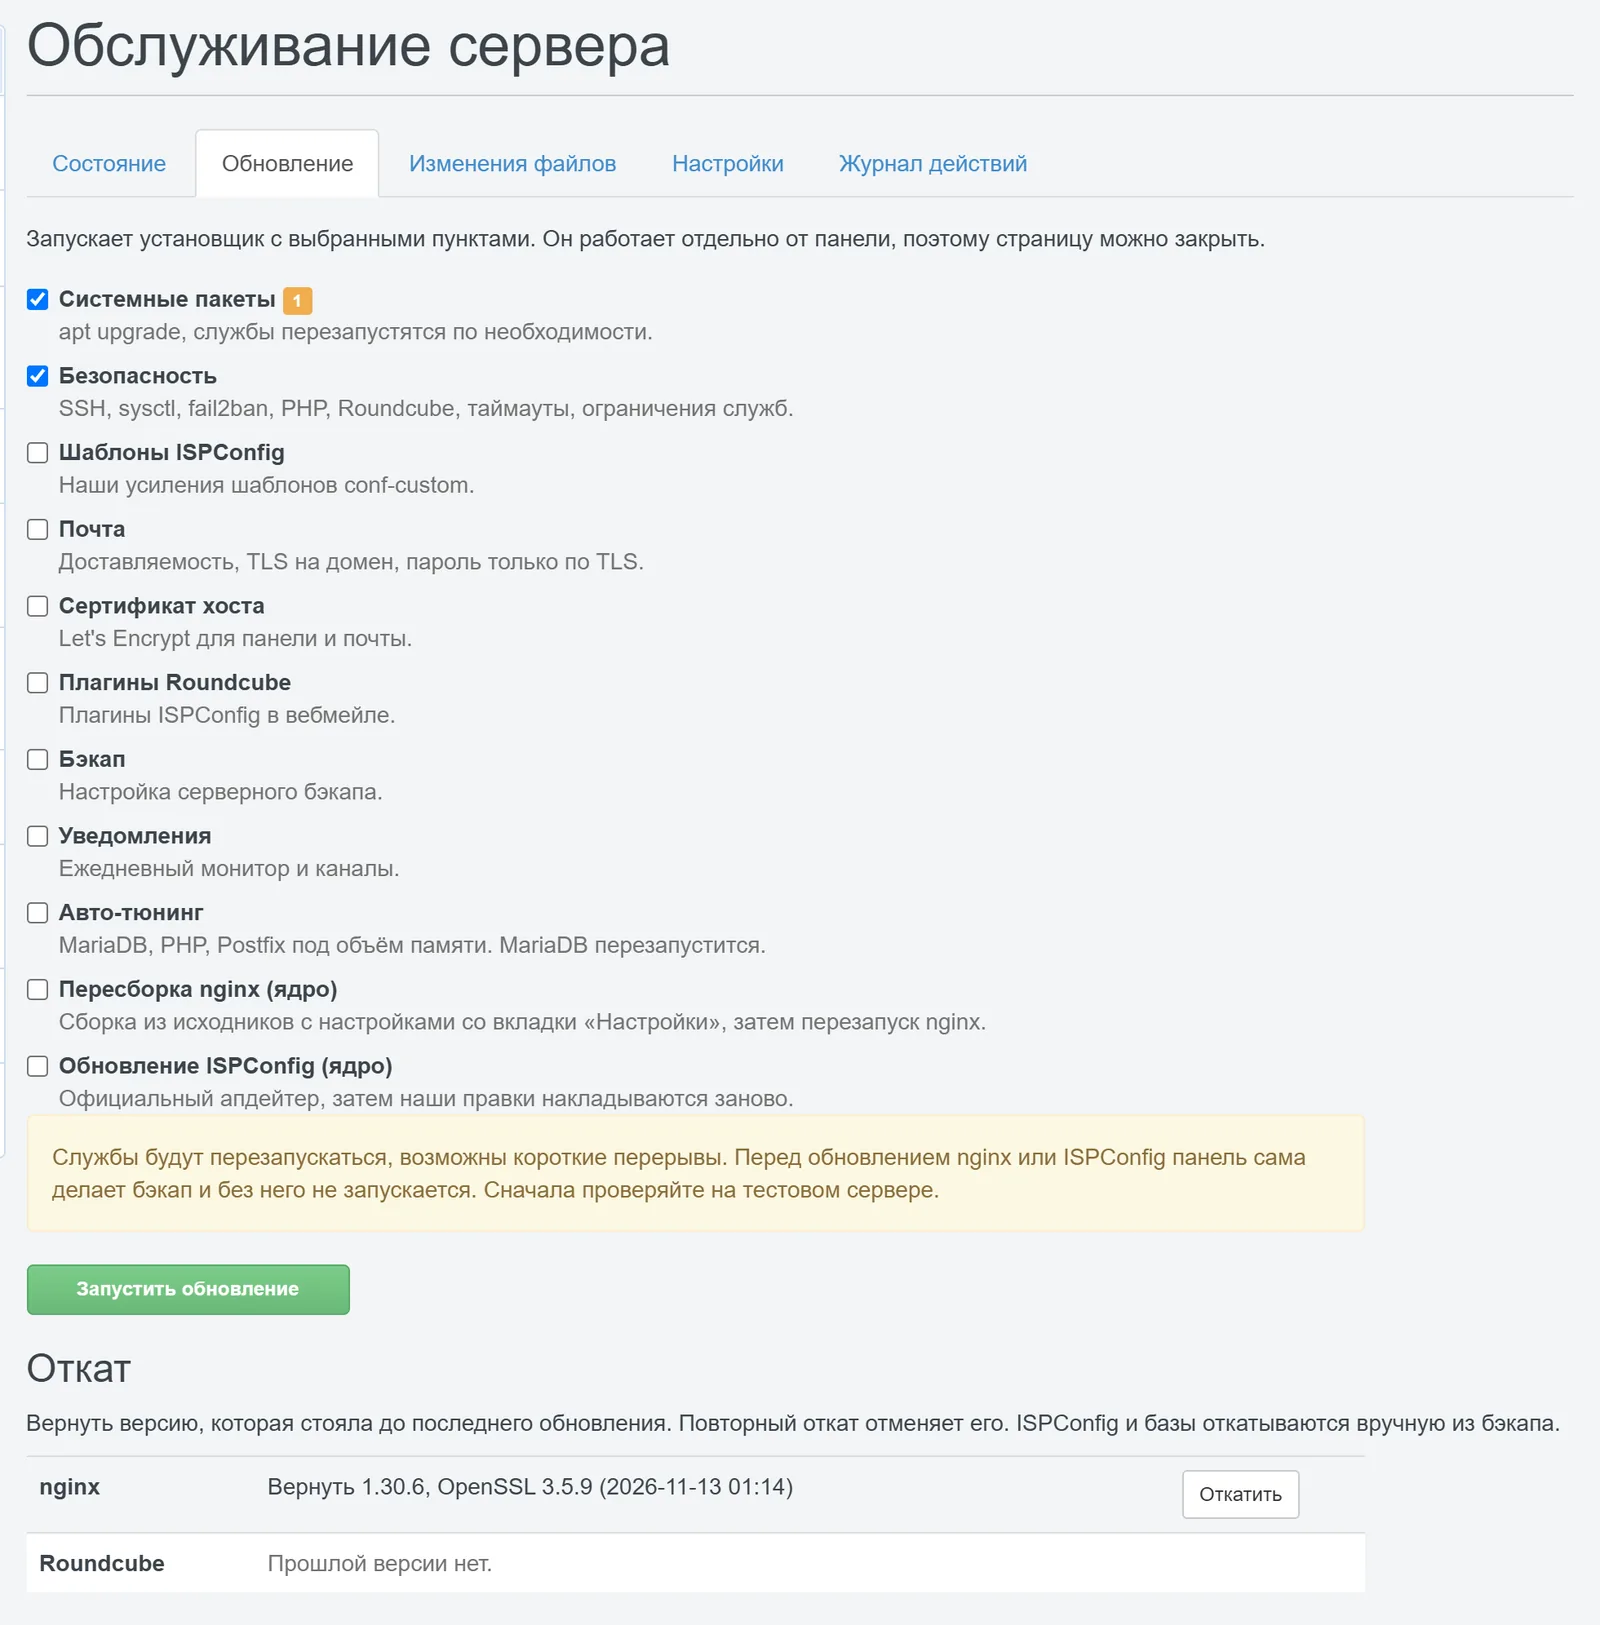 Обслуживание сервера
Состояние
Обновление
Изменения файлов
Настройки
Журнал действий
Запускает установщик с выбранными пунктами. Он работает отдельно от панели, поэтому страницу можно закрыть.
Системные пакеты 1
apt upgrade, службы перезапустятся по необходимости.
Безопасность
SSH, sysctl, fail2ban, PHP, Roundcube, таймауты, ограничения служб.
Шаблоны ISPConfig
Наши усиления шаблонов conf-custom.
Почта
Доставляемость, TLS на домен, пароль только по TLS.
Сертификат хоста
Let's Encrypt для панели и почты.
Плагины Roundcube
Плагины ISPConfig в вебмейле.
Бэкап
Настройка серверного бэкапа.
Уведомления
Ежедневный монитор и каналы.
Авто-тюнинг
MariaDB, PHP, Postfix под объём памяти. MariaDB перезапустится.
Пересборка nginx (ядро)
Сборка из исходников с настройками со вкладки «Настройки», затем перезапуск nginx.
Обновление ISPConfig (ядро)
Официальный апдейтер, затем наши правки накладываются заново.
Службы будут перезапускаться, возможны короткие перерывы. Перед обновлением nginx или ISPConfig панель сама
делает бэкап и без него не запускается. Сначала проверяйте на тестовом сервере.
Запустить обновление
Откат
Вернуть версию, которая стояла до последнего обновления. Повторный откат отменяет его. ISPConfig и базы откатываются вручную из бэкапа.
nginx
Вернуть 1.30.6, OpenSSL 3.5.9 (2026-11-13 01:14)
Откатить
Roundcube
Прошлой версии нет.